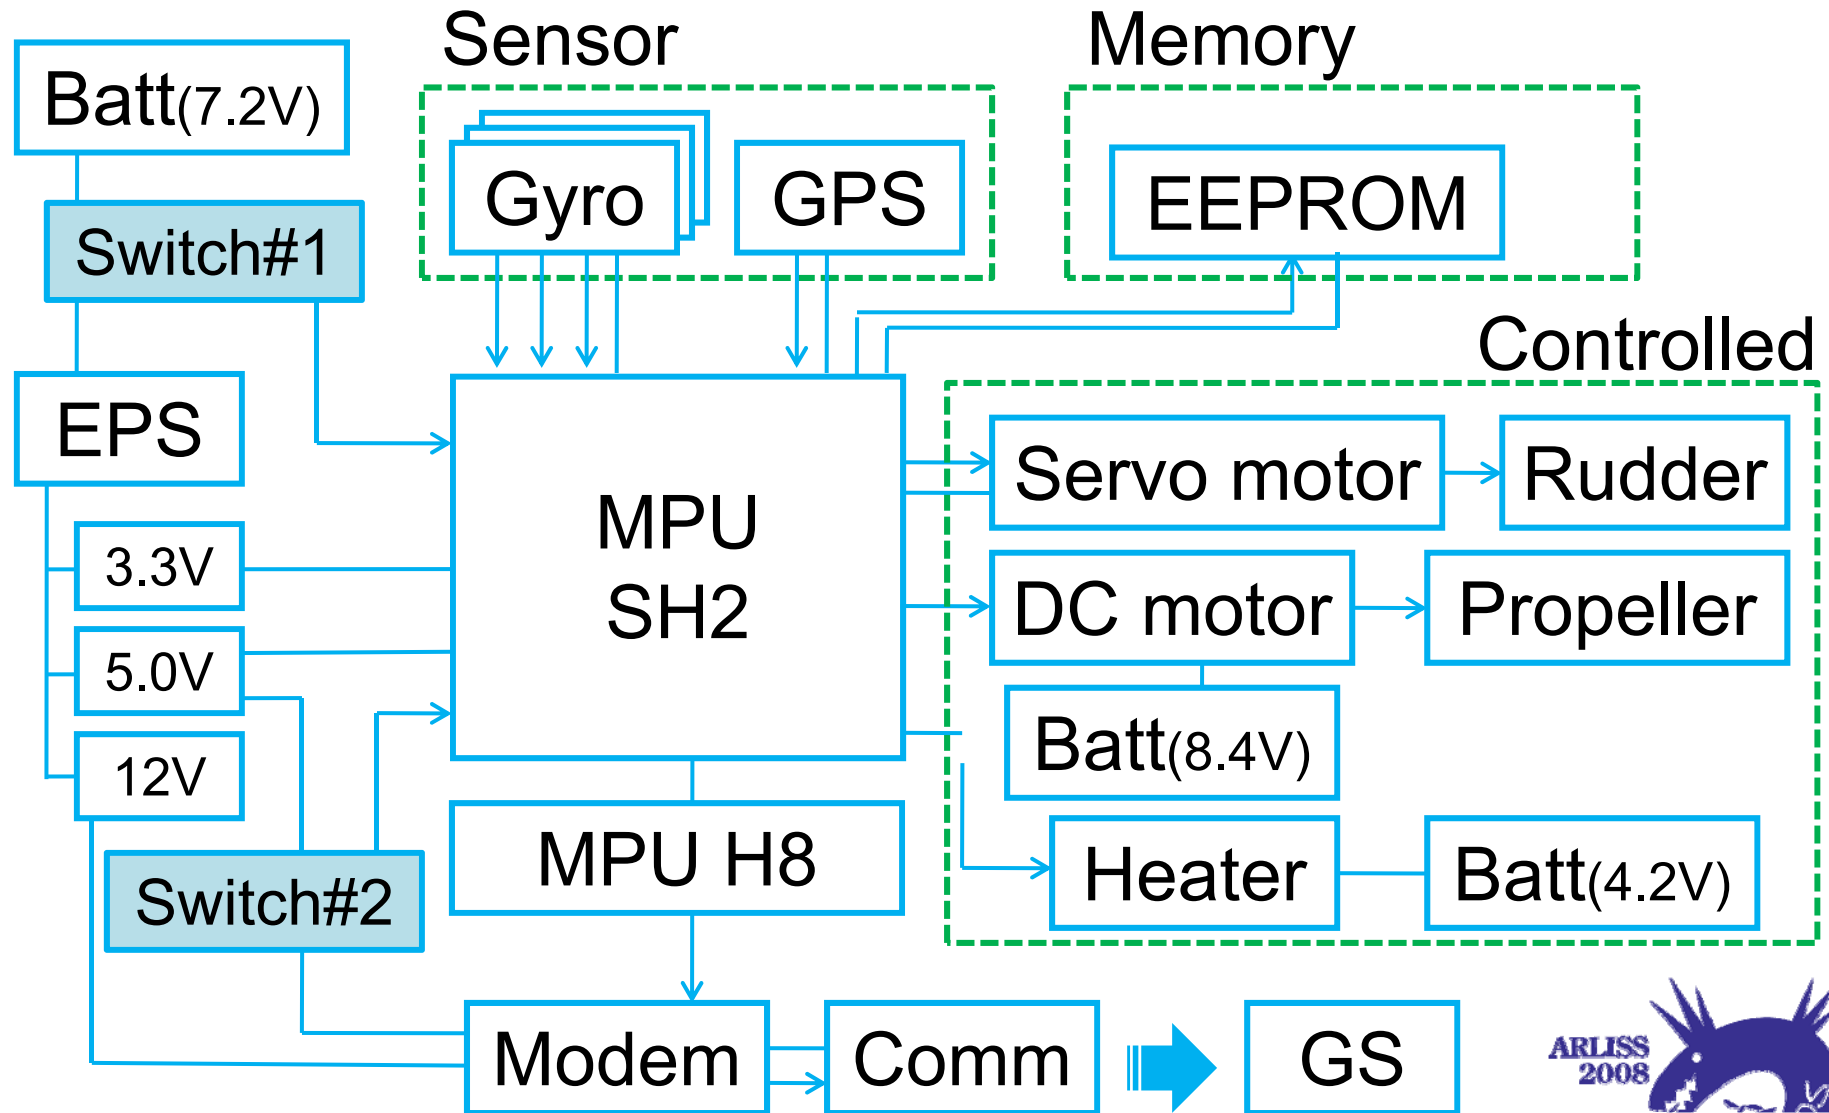 Sensor
Memory
Batt(7.2V)
Gyro
GPS
EEPROM
Switch#1
Controlled
EPS
MPU
SH2
Servo motor
Rudder
3.3V
5.0V
12V
DC motor
Propeller
Batt(8.4V)
MPU H8
Heater
Batt(4.2V)
Switch#2
Modem
Comm
GS
ARLISS
2008